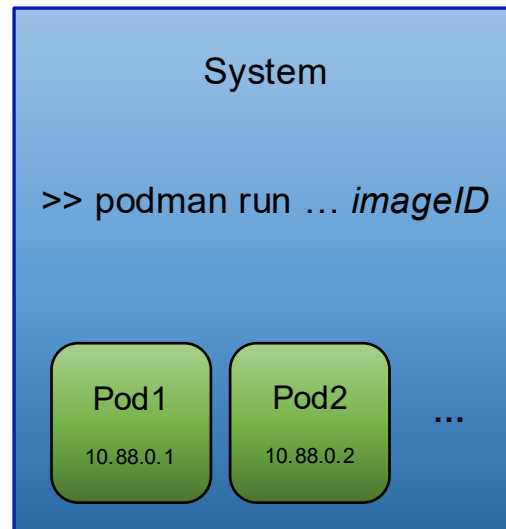 System
>> podman run … imageID
Pod1
10.88.0.1
Pod2
10.88.0.2
...